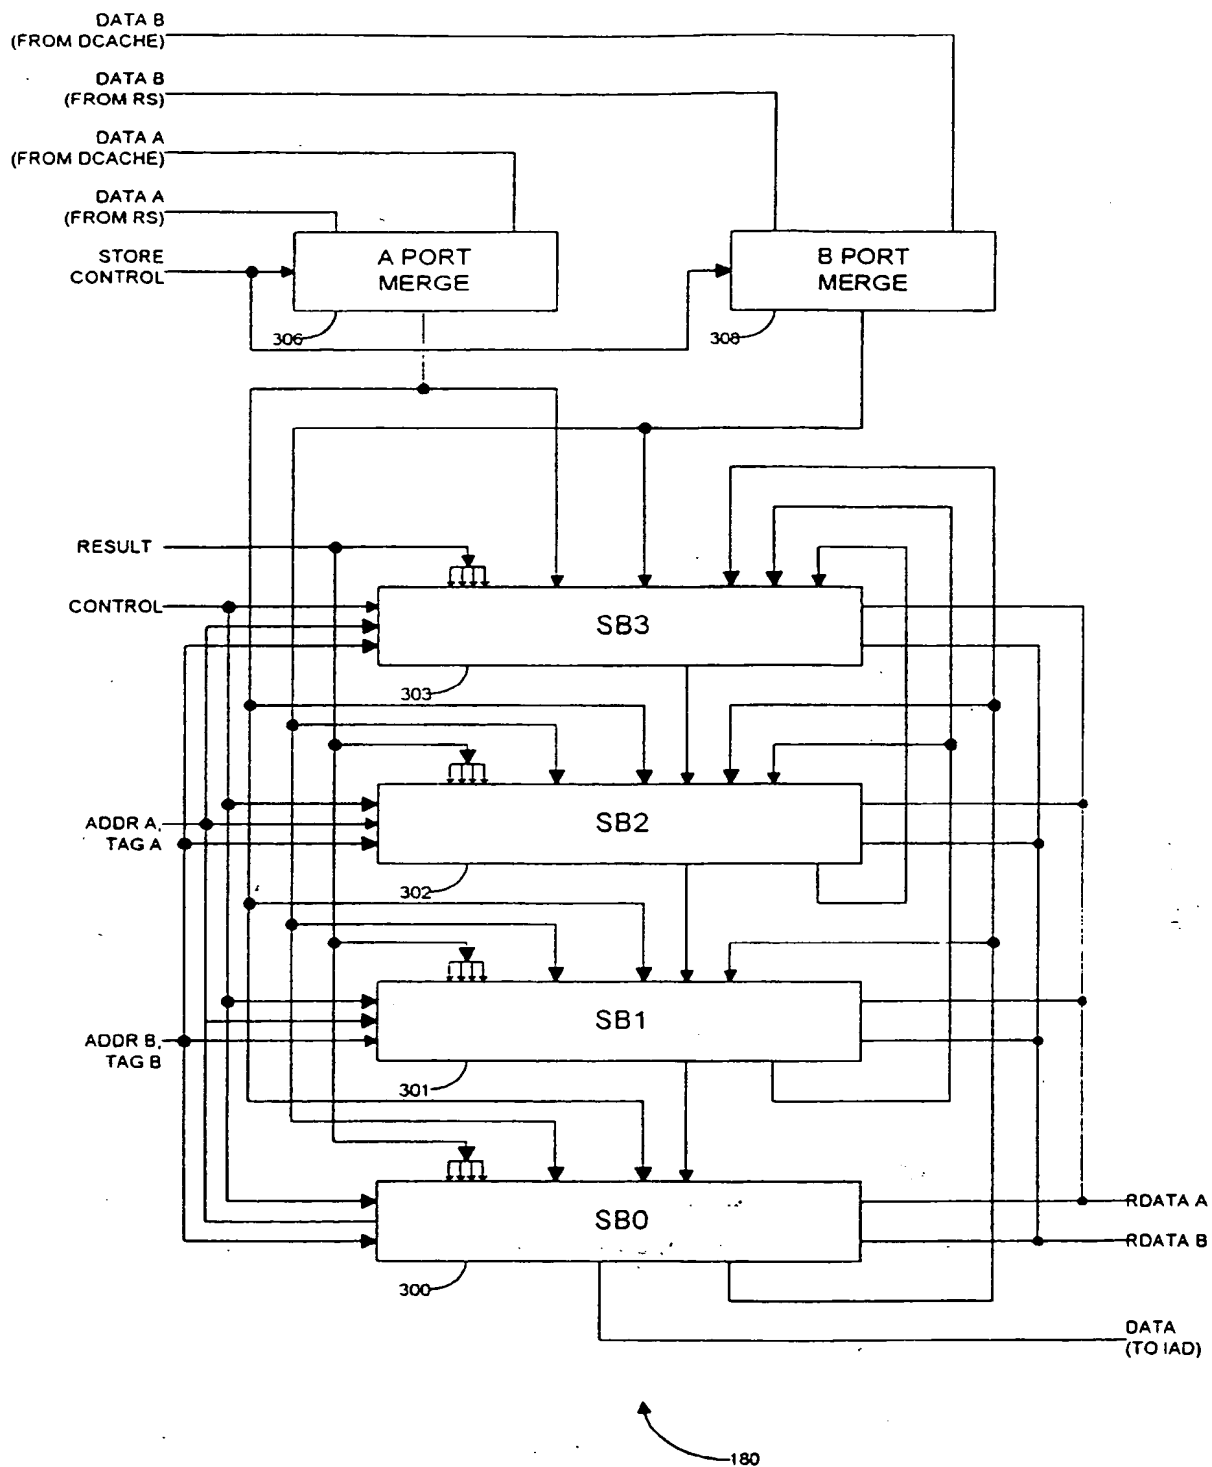 DATA B
(FROM DCACHE)
DATA B
(FROM RS)
DATA A
(FROM DCACHE)
DATA A
(FROM RS)
STORE
CONTROL
A PORT
MERGE
B PORT
MERGE
306
308
RESULT
CONTROL
SB3
303
ADDR A,
TAG A
SB2
302
ADDR B,
TAG B
SB1
301
SB0
300
RDATA A
RDATA B
DATA
(TO IAD)
180